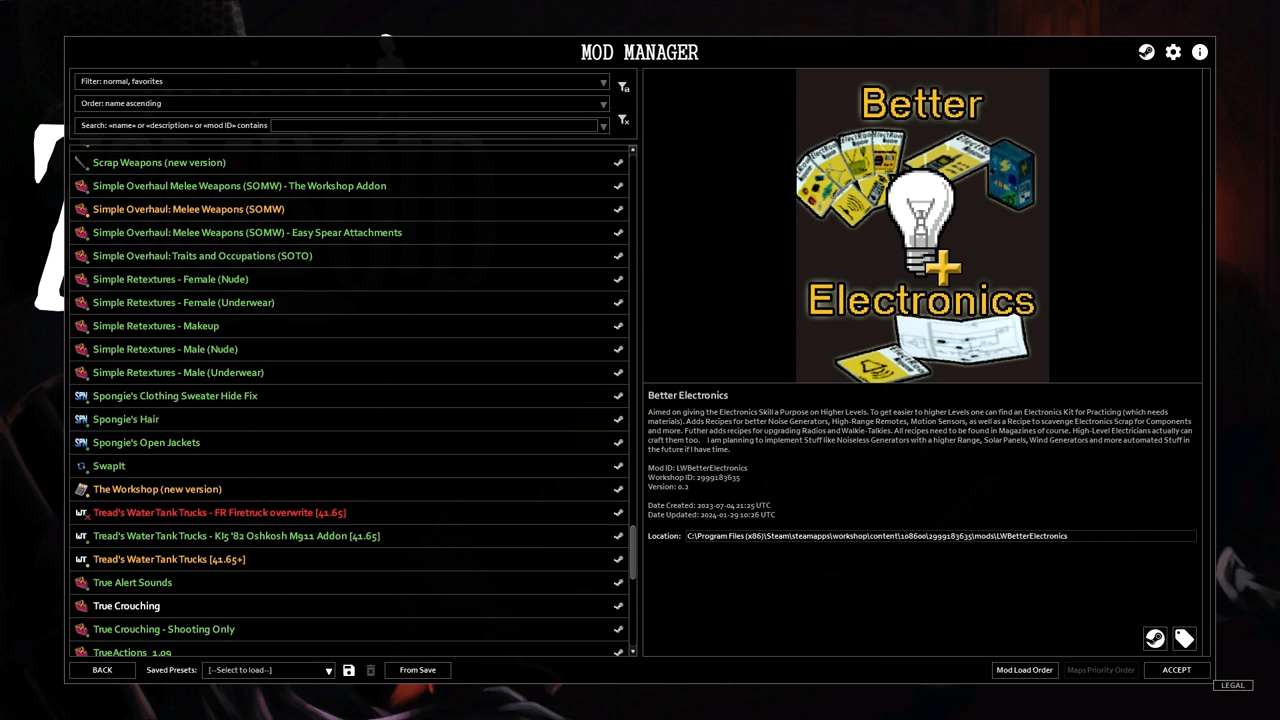 MOD MANAGER
Filter: normal, favorites
Order: name ascending
Search: «name» or «description» or «mod ID» contains
Scrap Weapons (new version)
Simple Overhaul Melee Weapons (SOMW) - The Workshop Addon
Simple Overhaul: Melee Weapons (SOMW)
Simple Overhaul: Melee Weapons (SOMW) - Easy Spear Attachments
Simple Overhaul: Traits and Occupations (SOTO)
Simple Retextures - Female (Nude)
Simple Retextures - Female (Underwear)
Simple Retextures - Makeup
Simple Retextures - Male (Nude)
Simple Retextures - Male (Underwear)
SPN Spongie's Clothing Sweater Hide Fix
SPN Spongie's Hair
SPN Spongie's Open Jackets
SwapIt
The Workshop (new version)
WT Tread's Water Tank Trucks - FR Firetruck overwrite [41.65]
WT Tread's Water Tank Trucks - KI5 '82 Oshkosh M911 Addon [41.65]
WT Tread's Water Tank Trucks [41.65+]
True Alert Sounds
True Crouching
True Crouching - Shooting Only
TrueActions_1.09
BACK
Saved Presets:
[--Select to load--]
From Save
Better
Electronics
Better Electronics
Aimed on giving the Electronics Skill a Purpose on Higher Levels. To get easier to higher Levels one can find an Electronics Kit for Practicing (which needs
materials). Adds Recipes for better Noise Generators, High-Range Remotes, Motion Sensors, as well as a Recipe to scavenge Electronics Scrap for Components
and more. Futher adds recipes for upgrading Radios and Walkie-Talkies. All recipes need to be found in Magazines of course. High-Level Electricians actually can
craft them too. I am planning to implement Stuff like Noiseless Generators with a higher Range, Solar Panels, Wind Generators and more automated Stuff in
the future if I have time.
Mod ID: LWBetterElectronics
Workshop ID: 2999183635
Version: 0.2
Date Created: 2023-07-04 21:25 UTC
Date Updated: 2024-01-29 10:26 UTC
Location: C:\Program Files (x86)\Steam\steamapps\workshop\content\108600\2999183635\mods\LWBetterElectronics
Mod Load Order
Maps Priority Order
ACCEPT
LEGAL